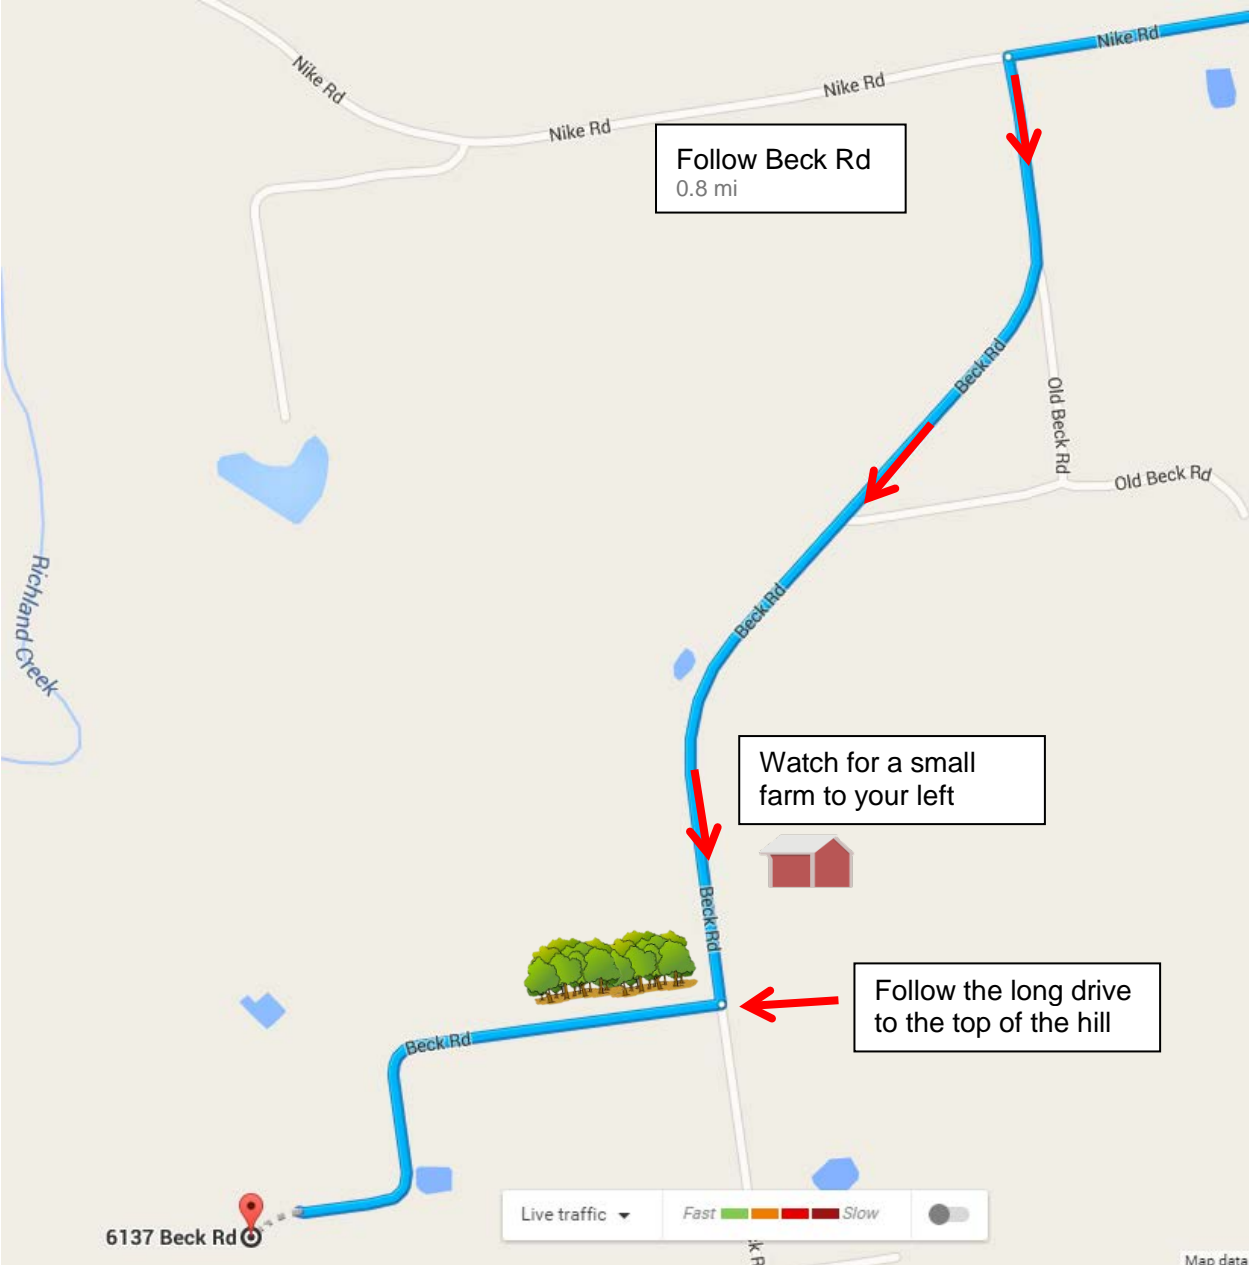 Nike Rd
Nike Rd
Nike Rd
Nike Rd
Follow Beck Rd
0.8 mi
Beck Rd
Old Beck Rd
Old Beck Rd
Richland Creek
Beck Rd
Watch for a small
farm to your left
Beck Rd
Follow the long drive
to the top of the hill
Beck Rd
6137 Beck Rd
Live traffic
Fast
Slow
k R
Map data